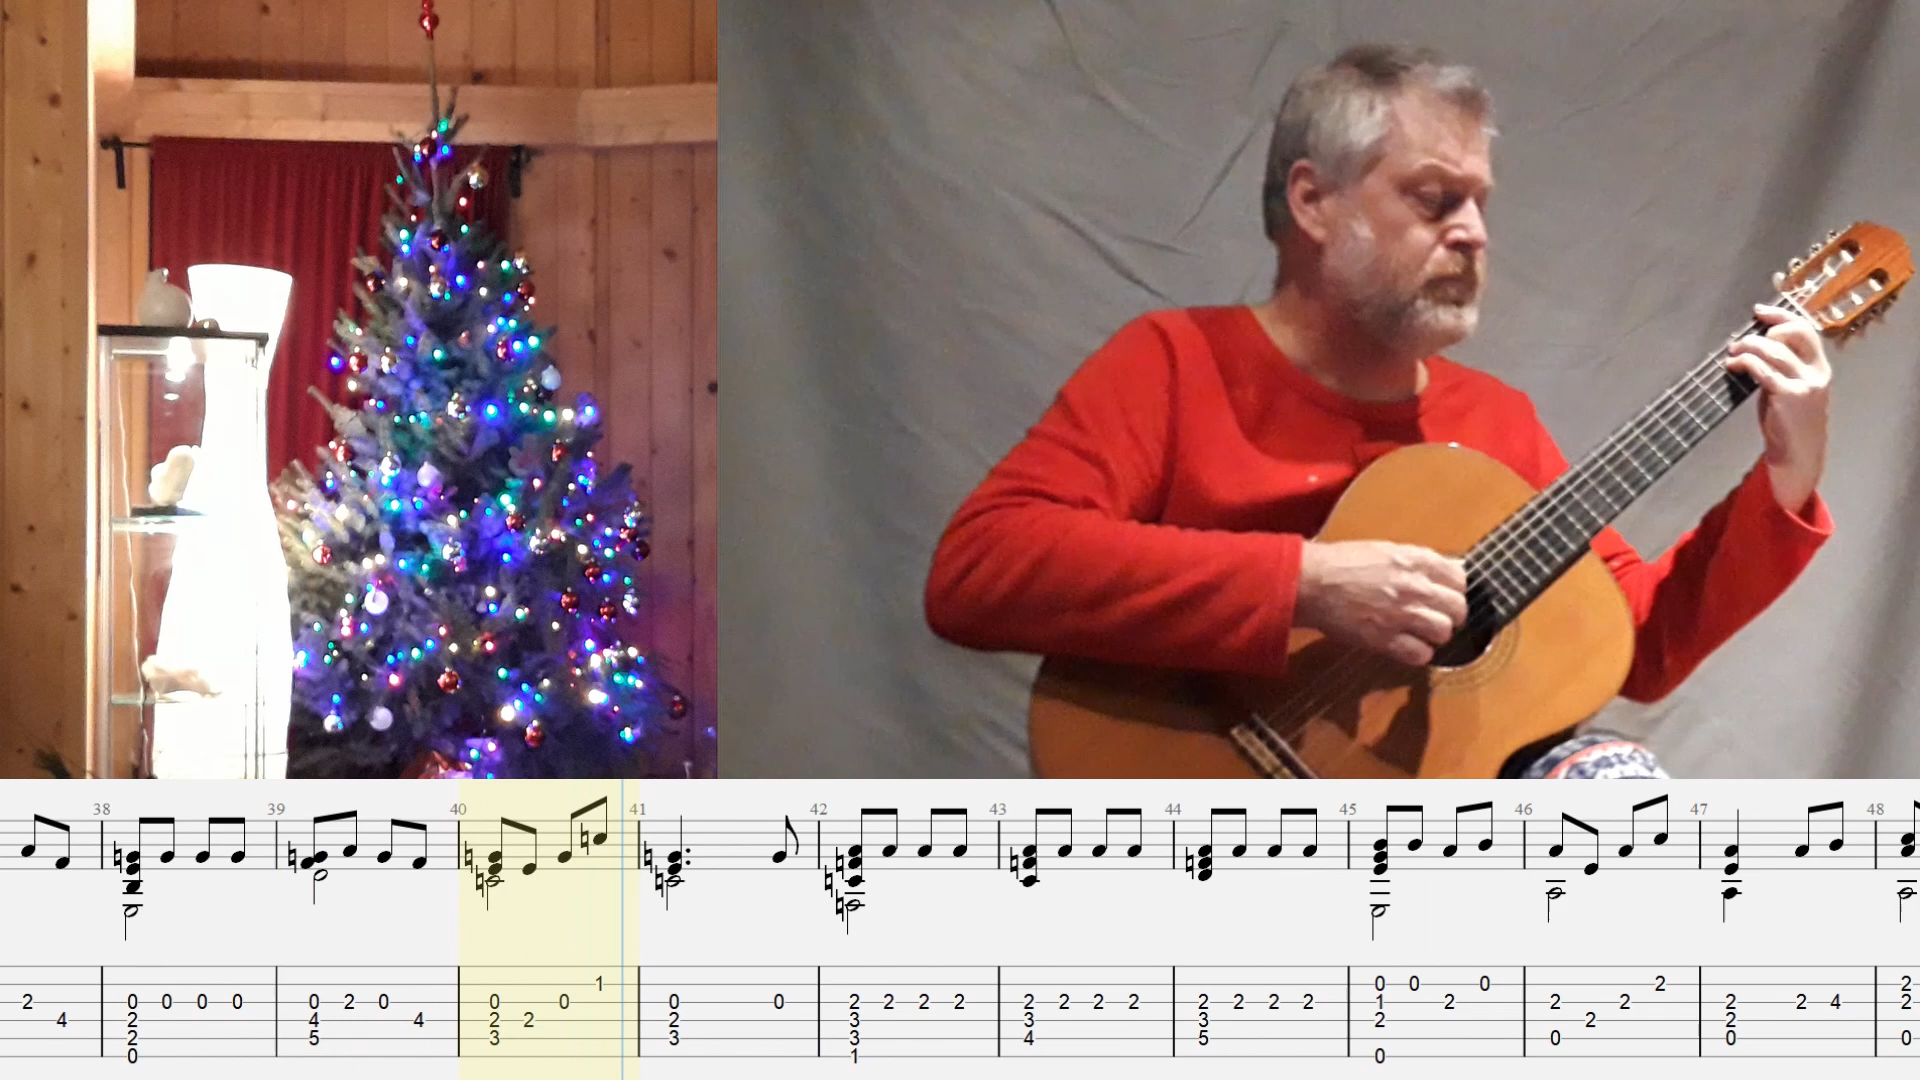 38 39 40 41 42 43 44 45 46 47 48
1 0 0 0 2 2
2 0 0 0 0 0 2 0 0 0 0 0 2 2 2 2 2 2 2 2 2 2 2 2 1 2 2 2 2 2 4 2
4 2 4 4 2 2 2 3 3 3 2 2 2
2 5 3 3 3 4 5 0 0 0
0 1 0